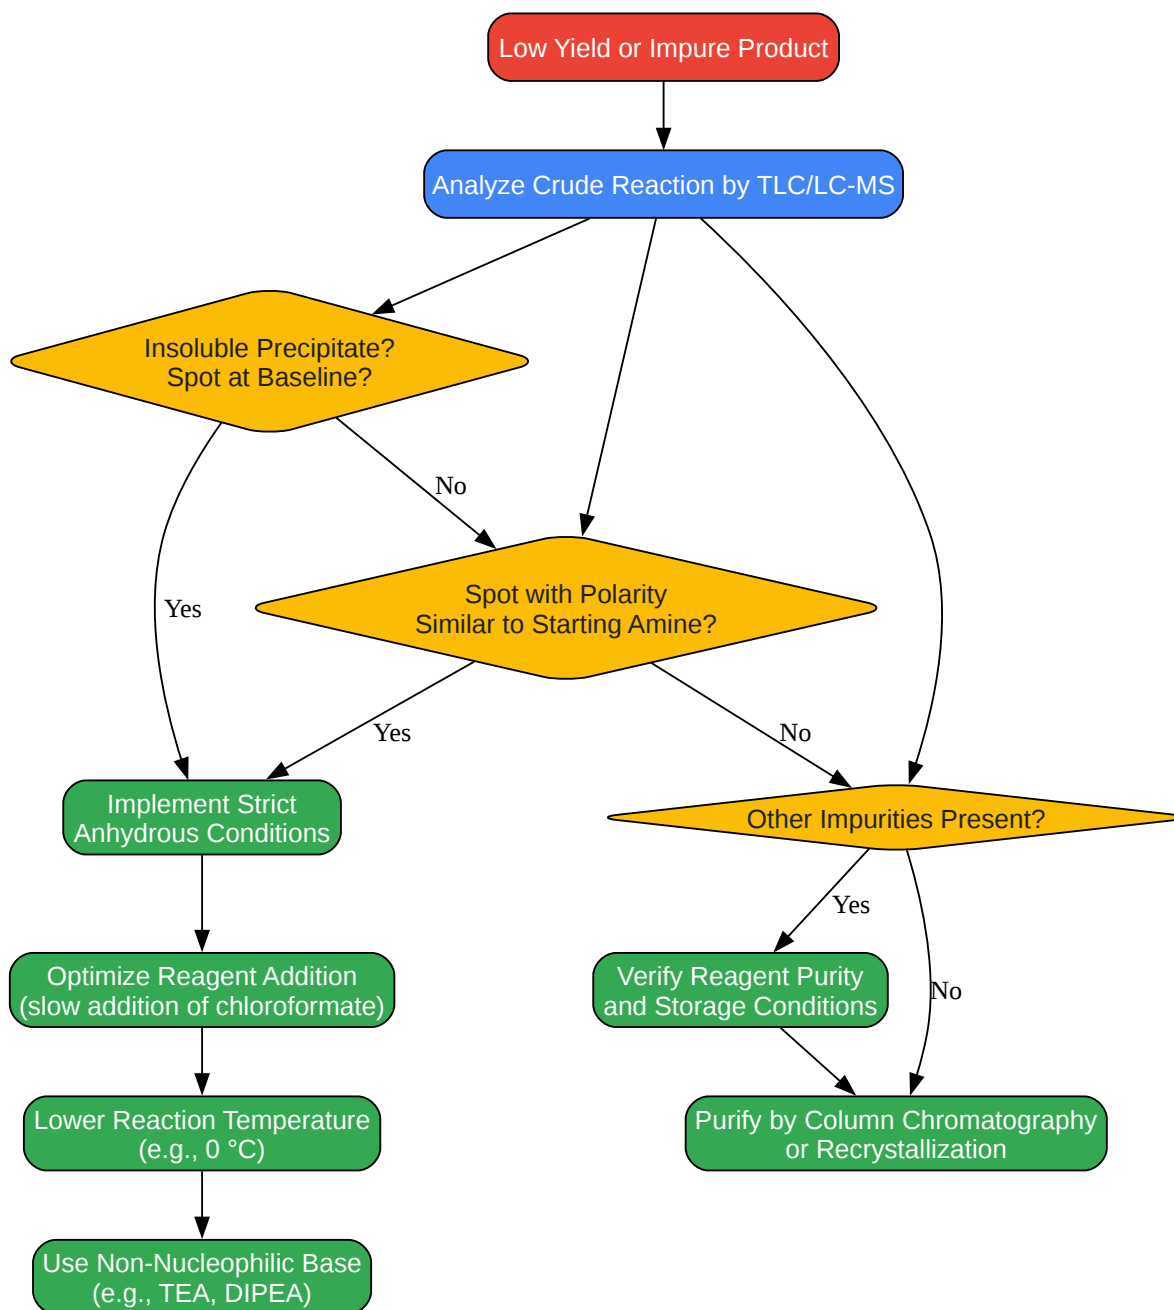 Low Yield or Impure Product
Analyze Crude Reaction by TLC/LC-MS
Insoluble Precipitate?
Spot at Baseline?
No
Spot with Polarity
Similar to Starting Amine?
Yes
Yes
No
Implement Strict
Anhydrous Conditions
Other Impurities Present?
Yes
No
Optimize Reagent Addition
(slow addition of chloroformate)
Verify Reagent Purity
and Storage Conditions
Lower Reaction Temperature
(e.g., 0 °C)
Purify by Column Chromatography
or Recrystallization
Use Non-Nucleophilic Base
(e.g., TEA, DIPEA)